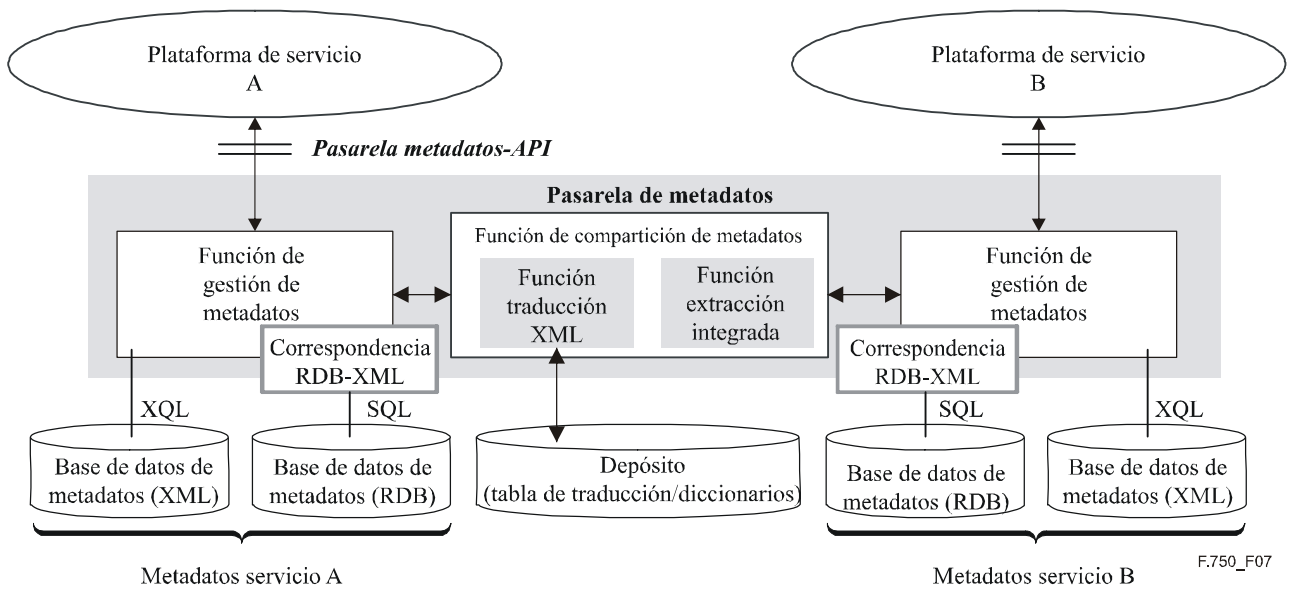 Plataforma de servicio
A
Plataforma de servicio
B
Pasarela metadatos-API
Pasarela de metadatos
Función de
gestión de
metadatos
Función de compartición de metadatos
Función
traducción
XML
Función
extracción
integrada
Función de
gestión de
metadatos
Correspondencia
RDB-XML
Correspondencia
RDB-XML
XQL
SQL
SQL
XQL
Base de datos de
metadatos (XML)
Base de datos de
metadatos (RDB)
Depósito
(tabla de traducción/diccionarios)
Base de datos de
metadatos (RDB)
Base de datos de
metadatos (XML)
Metadatos servicio A
Metadatos servicio B
F.750_F07